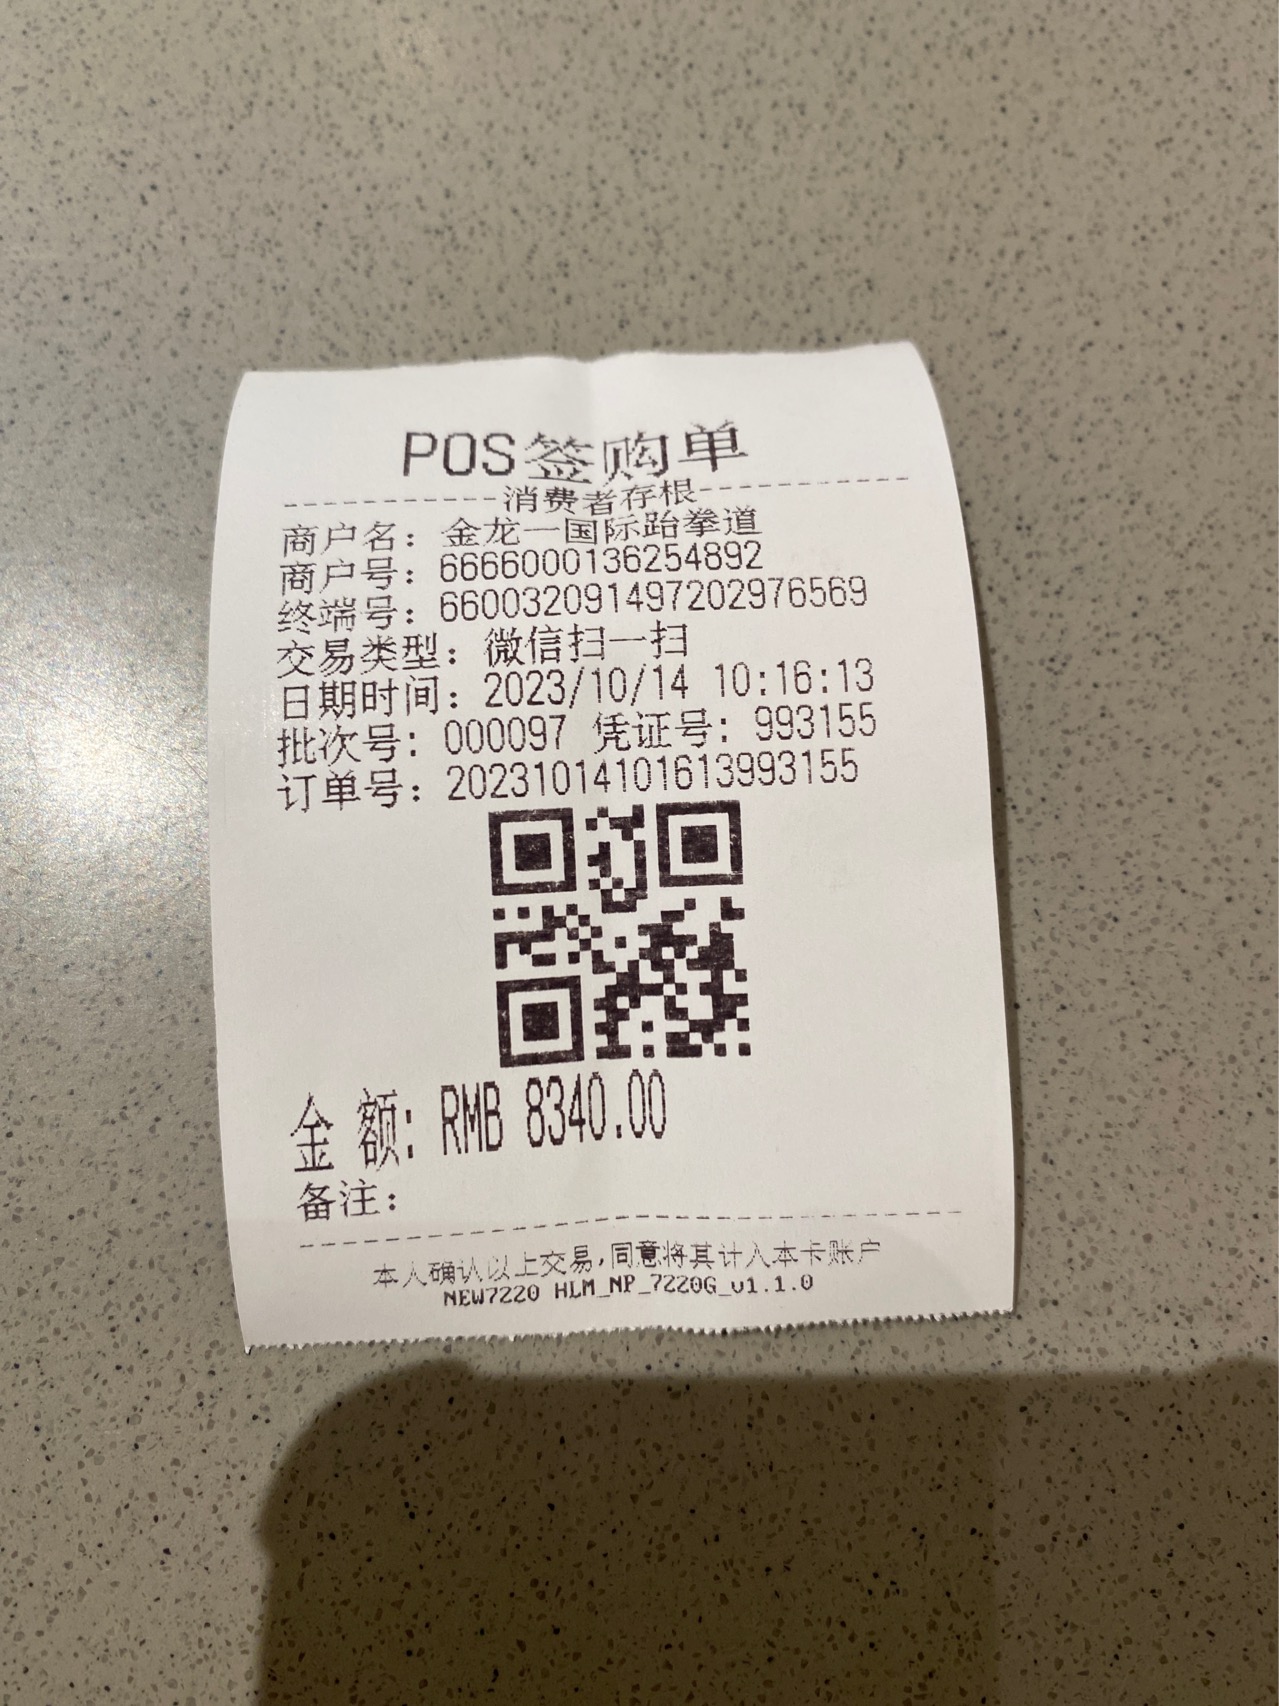 POS签购单
消费者存根
商户名：金龙一国际跆拳道
商户号：6666000136254892
终端号：660032091497202976569
交易类型：微信扫一扫
日期时间：2023/10/14 10:16:13
批次号：000097 凭证号：993155
订单号：20231014101613993155
金 额：RMB 8340.00
备注：
本人确认以上交易,同意将其计入本卡账户
NEW7220 HLM_NP_7220G_v1.1.0